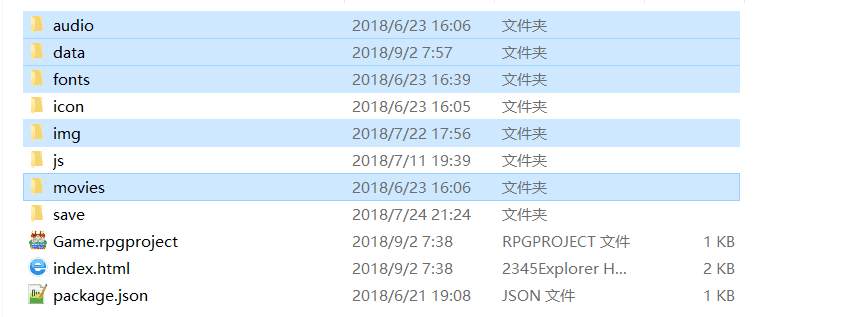 audio 2018/6/23 16:06 文件夹
data 2018/9/2 7:57 文件夹
fonts 2018/6/23 16:39 文件夹
icon 2018/6/23 16:05 文件夹
img 2018/7/22 17:56 文件夹
js 2018/7/11 19:39 文件夹
movies 2018/6/23 16:06 文件夹
save 2018/7/24 21:24 文件夹
Game.rpgproject 2018/9/2 7:38 RPGPROJECT 文件 1 KB
index.html 2018/9/2 7:38 2345Explorer H... 2 KB
package.json 2018/6/21 19:08 JSON 文件 1 KB